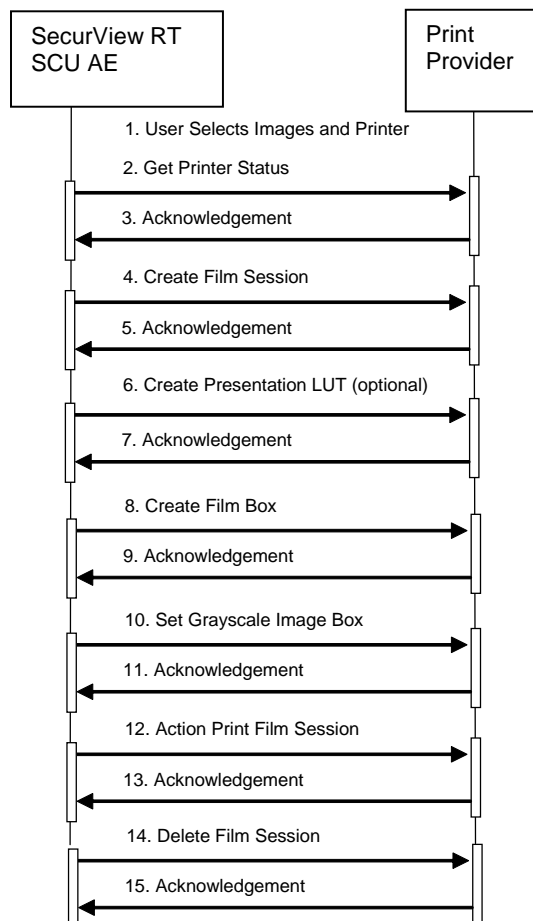 SecurView RT
SCU AE
Print
Provider
1. User Selects Images and Printer
2. Get Printer Status
3. Acknowledgement
4. Create Film Session
5. Acknowledgement
6. Create Presentation LUT (optional)
7. Acknowledgement
8. Create Film Box
9. Acknowledgement
10. Set Grayscale Image Box
11. Acknowledgement
12. Action Print Film Session
13. Acknowledgement
14. Delete Film Session
15. Acknowledgement